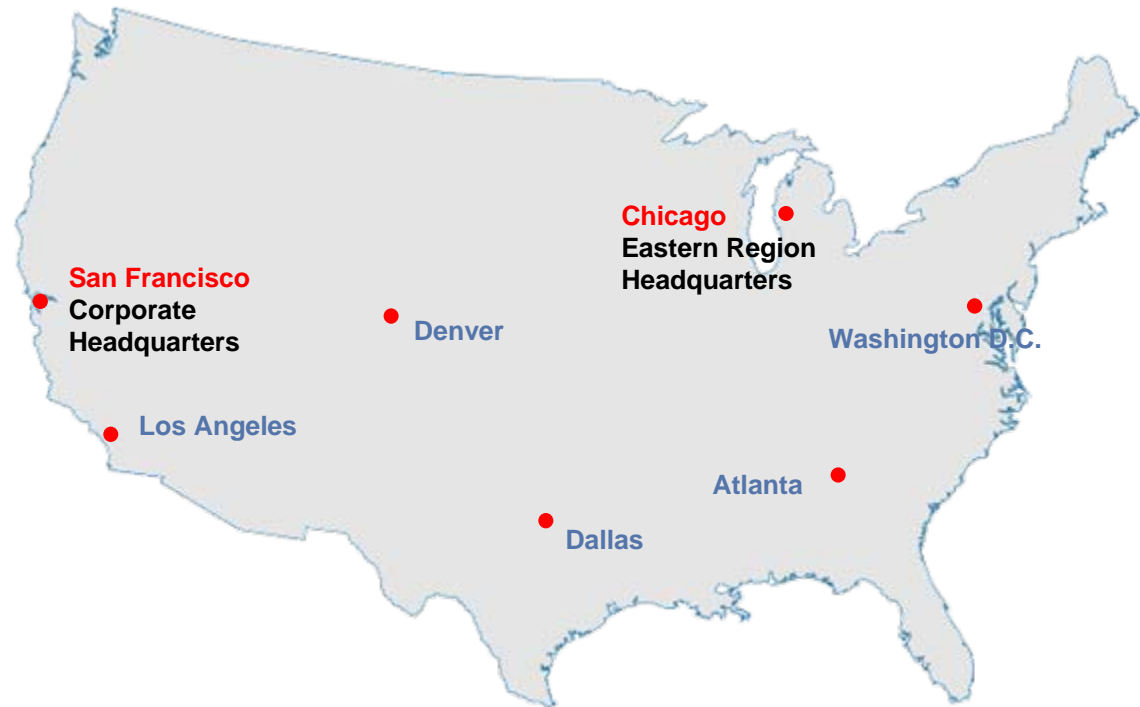 Chicago
Eastern Region
Headquarters
San Francisco
Corporate
Headquarters
Denver
Washington D.C.
Los Angeles
Atlanta
Dallas